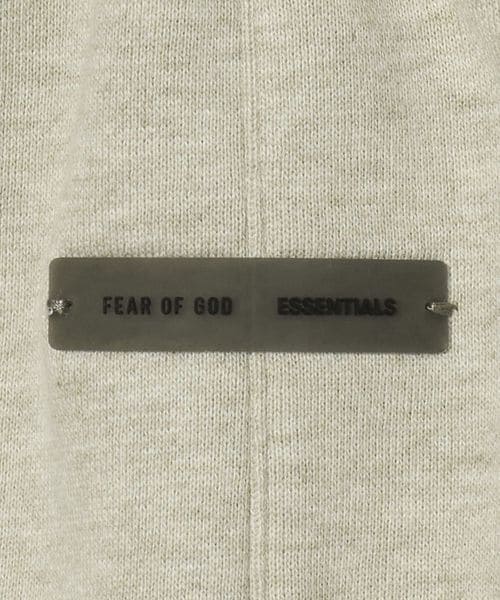 FEAR OF GOD ESSENTIALS